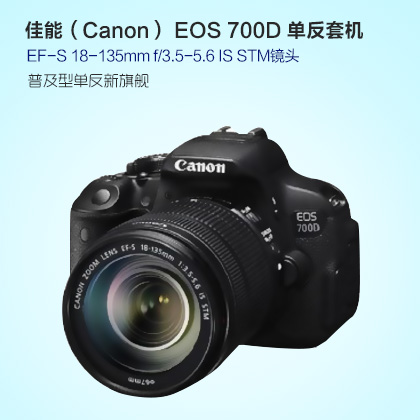 佳能（Canon） EOS 700D 单反套机
EF-S 18-135mm f/3.5-5.6 IS STM镜头
普及型单反新旗舰
Canon
EOS
700D
CANON ZOOM LENS EF-S 18-135mm 1:3.5-5.6 IS STM
ø67mm